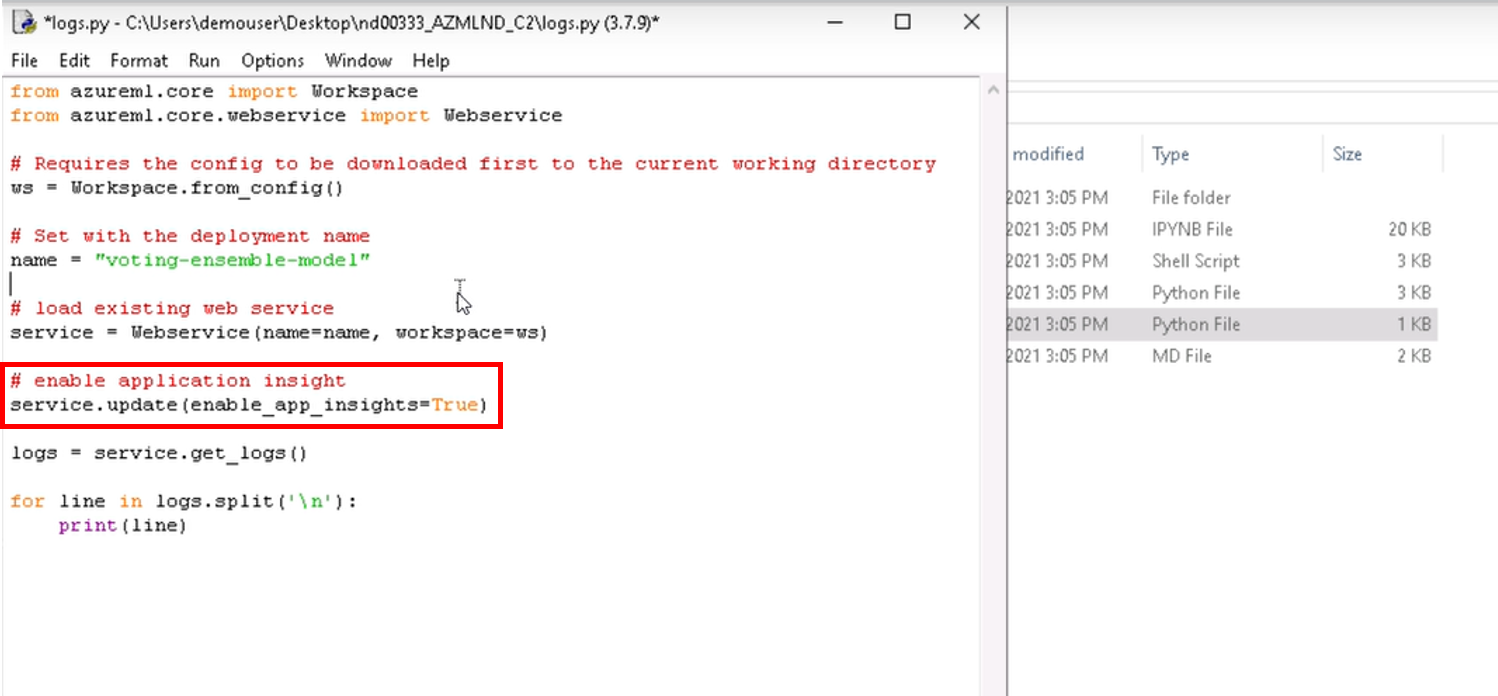 *logs.py - C:\Users\demouser\Desktop\nd00333_AZMLND_C2\logs.py (3.7.9)*
File Edit Format Run Options Window Help
from azureml.core import Workspace
from azureml.core.webservice import Webservice
# Requires the config to be downloaded first to the current working directory
ws = Workspace.from_config()
# Set with the deployment name
name = "voting-ensemble-model"
# load existing web service
service = Webservice(name=name, workspace=ws)
# enable application insight
service.update(enable_app_insights=True)
logs = service.get_logs()
for line in logs.split('\n'):
    print(line)
modified Type Size
2021 3:05 PM File folder
2021 3:05 PM IPYNB File 20 KB
2021 3:05 PM Shell Script 3 KB
2021 3:05 PM Python File 3 KB
2021 3:05 PM Python File 1 KB
2021 3:05 PM MD File 2 KB